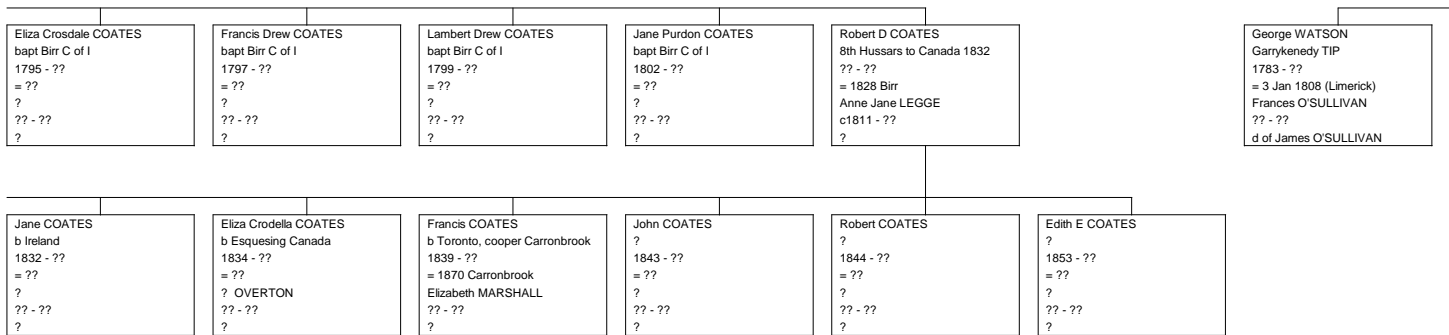 Eliza Crosdale COATES
bapt Birr C of I
1795 - ??
= ??
?
?? - ??
?
Francis Drew COATES
bapt Birr C of I
1797 - ??
= ??
?
?? - ??
?
Lambert Drew COATES
bapt Birr C of I
1799 - ??
= ??
?
?? - ??
?
Jane Purdon COATES
bapt Birr C of I
1802 - ??
= ??
?
?? - ??
?
Robert D COATES
8th Hussars to Canada 1832
?? - ??
= 1828 Birr
Anne Jane LEGGE
c1811 - ??
?
George WATSON
Garrykenedy TIP
1783 - ??
= 3 Jan 1808 (Limerick)
Frances O'SULLIVAN
?? - ??
d of James O'SULLIVAN
Jane COATES
b Ireland
1832 - ??
= ??
?
?? - ??
?
Eliza Crodella COATES
b Esquesing Canada
1834 - ??
= ??
? OVERTON
?? - ??
?
Francis COATES
b Toronto, cooper Carronbrook
1839 - ??
= 1870 Carronbrook
Elizabeth MARSHALL
?? - ??
?
John COATES
?
1843 - ??
= ??
?
?? - ??
?
Robert COATES
?
1844 - ??
= ??
?
?? - ??
?
Edith E COATES
?
1853 - ??
= ??
?
?? - ??
?